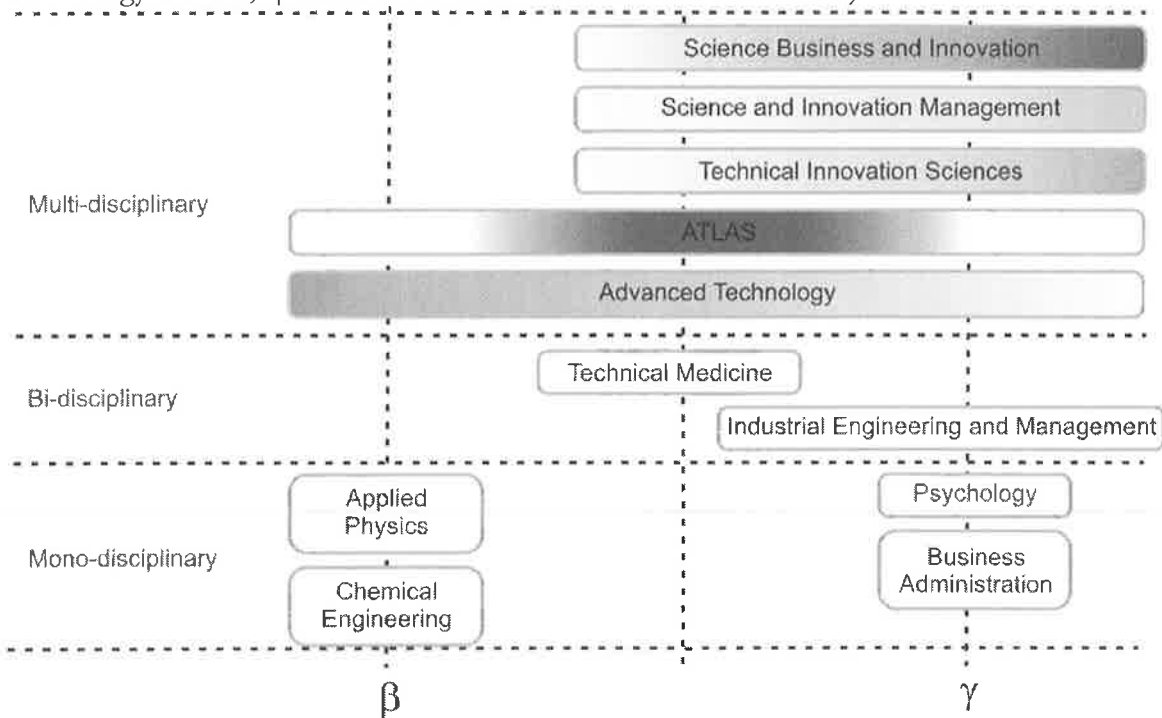 Science Business and Innovation
Science and Innovation Management
Technical Innovation Sciences
Multi-disciplinary
ATLAS
Advanced Technology
Technical Medicine
Bi-disciplinary
Industrial Engineering and Management
Applied
Physics
Psychology
Mono-disciplinary
Business
Administration
Chemical
Engineering
β
γ